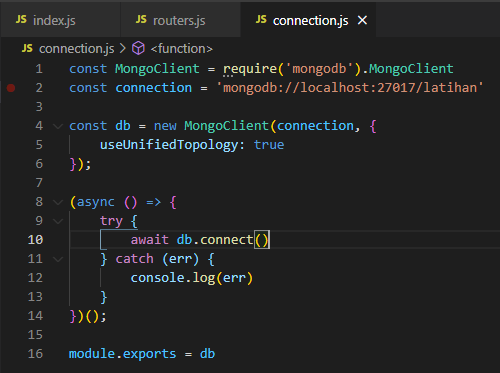 JS index.js JS routers.js JS connection.js ×
JS connection.js > <function>
1 const MongoClient = require('mongodb').MongoClient
2 const connection = 'mongodb://localhost:27017/latihan'
3
4 const db = new MongoClient(connection, {
5     useUnifiedTopology: true
6 });
7
8 (async () => {
9     try {
10         await db.connect()
11     } catch (err) {
12         console.log(err)
13     }
14 })();
15
16 module.exports = db